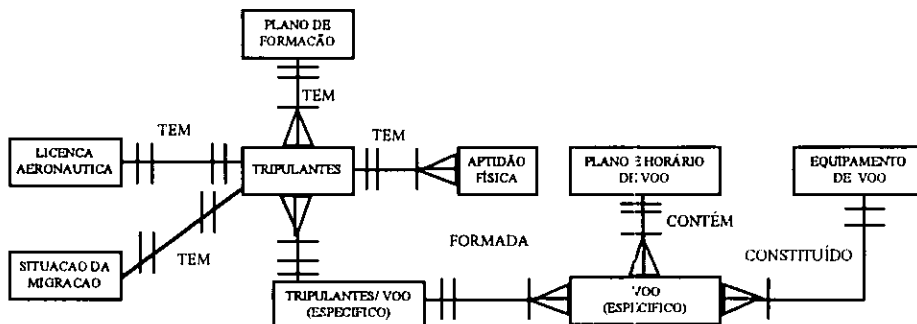 PLANO DE
FORMACÃO
TEM
TEM
TEM
LICENCA
AERONAUTICA
TRIPULANTES
APTIDÃO
FÍSICA
PLANO E HORÁRIO
DE VOO
EQUIPAMENTO
DE VOO
FORMADA
CONTÉM
CONSTITUÍDO
SITUACAO DA
MIGRACAO
TEM
TRIPULANTES/ VOO
(ESPECIFICO)
VOO
(ESPECIFICO)